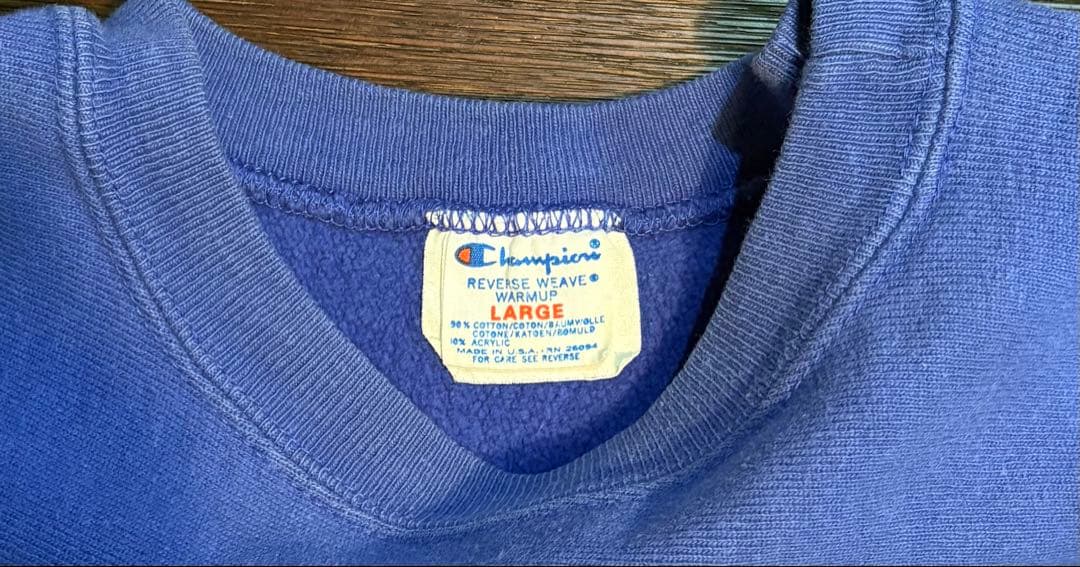 Champion®
REVERSE WEAVE®
WARMUP
LARGE
90% COTTON/COTON/BAUMWOLLE
COTONE/KATOEN/BOMULD
10% ACRYLIC
MADE IN U.S.A. - RN 26094
FOR CARE SEE REVERSE